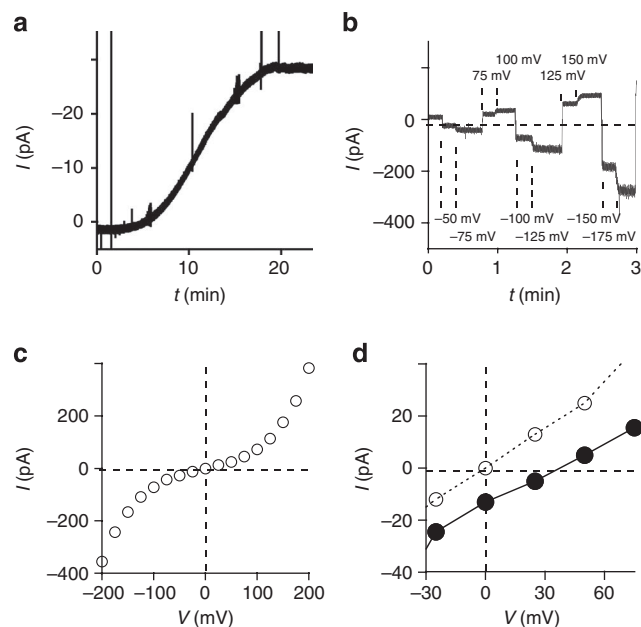 a
−20
−10
0
I (pA)
0 10 20
t (min)
b
100 mV 150 mV
75 mV 125 mV
0
−200
−400
I (pA)
−50 mV −100 mV −150 mV
−75 mV −125 mV −175 mV
0 1 2 3
t (min)
c
200
0
−200
−400
I (pA)
−200 −100 0 100 200
V (mV)
d
40
20
0
−20
−40
I (pA)
−30 0 30 60
V (mV)